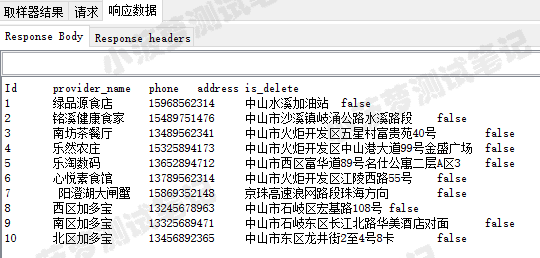 取样器结果 请求 响应数据
Response Body Response headers
Id provider_name phone address is_delete
1 绿品源食店 15968562314 中山水溪加油站 false
2 铭溪健康食家 15489751476 中山市沙溪镇岐涌公路水溪路段 false
3 南坊茶餐厅 13489562341 中山市火炬开发区五星村富贵苑40号 false
4 乐然农庄 15325894173 中山市火炬开发区中山港大道99号金盛广场 false
5 乐淘数码 13652894712 中山市西区富华道89号名仕公寓二层A区3 false
6 心悦素食馆 13789562314 中山市火炬开发区江陵西路55号 false
7 阳澄湖大闸蟹 15869352148 京珠高速浪网路段珠海方向 false
8 西区加多宝 13245678963 中山市石岐区宏基路108号 false
9 南区加多宝 13325689471 中山市石岐东区长江北路华美酒店对面 false
10 北区加多宝 13456892365 中山市东区龙井街2至4号8卡 false
小菠萝测试笔记